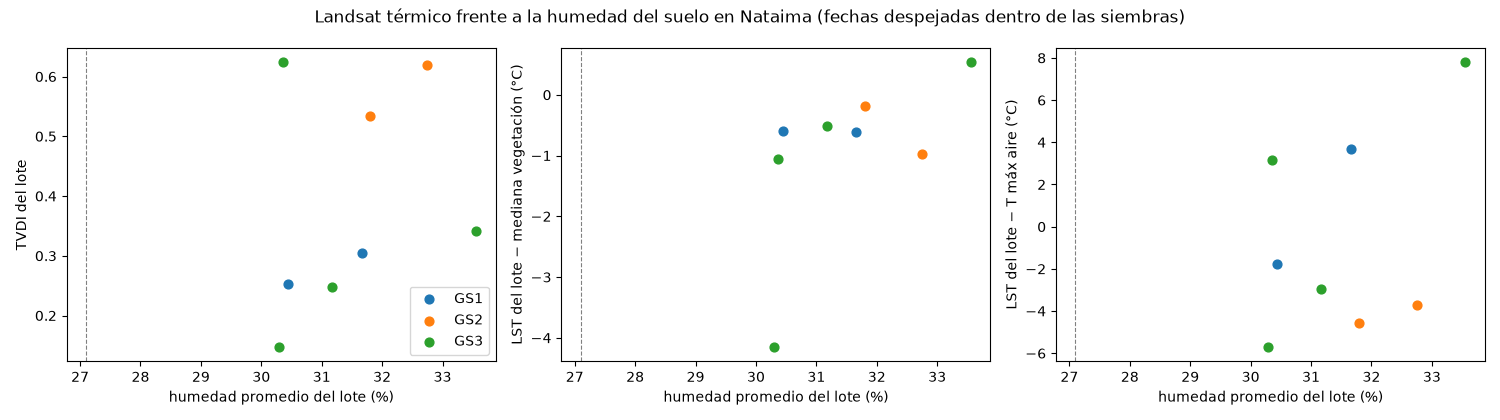 Landsat térmico frente a la humedad del suelo en Nataima (fechas despejadas dentro de las siembras)
TVDI del lote
0.6
0.5
0.4
0.3
0.2
27 28 29 30 31 32 33
humedad promedio del lote (%)
GS1
GS2
GS3
LST del lote − mediana vegetación (°C)
0
−1
−2
−3
−4
27 28 29 30 31 32 33
humedad promedio del lote (%)
LST del lote − T máx aire (°C)
8
6
4
2
0
−2
−4
−6
27 28 29 30 31 32 33
humedad promedio del lote (%)